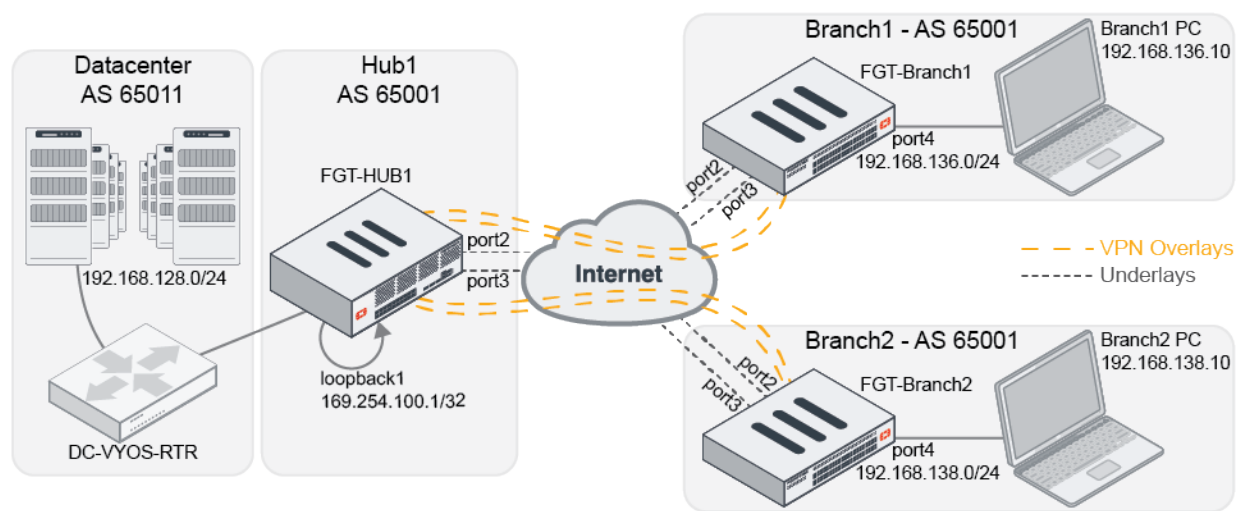 Datacenter
AS 65011
192.168.128.0/24
DC-VYOS-RTR
Hub1
AS 65001
FGT-HUB1
port2
port3
loopback1
169.254.100.1/32
Internet
Branch1 - AS 65001
Branch1 PC
192.168.136.10
FGT-Branch1
port4
192.168.136.0/24
port2
port3
VPN Overlays
Underlays
Branch2 - AS 65001
Branch2 PC
192.168.138.10
FGT-Branch2
port2
port3
port4
192.168.138.0/24